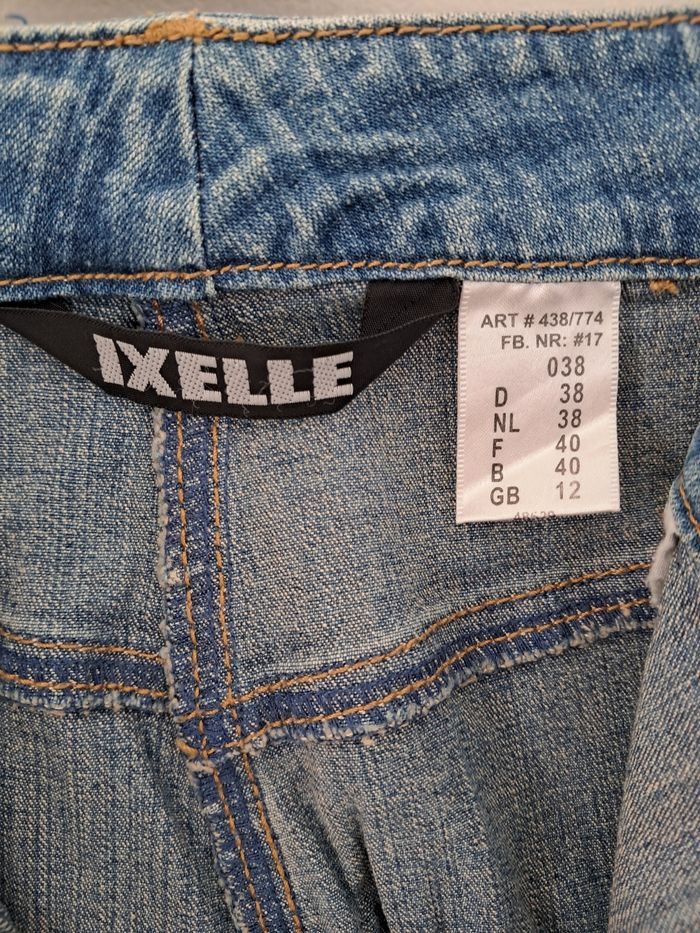 IXELLE
ART # 438/774
FB. NR: #17
038
D 38
NL 38
F 40
B 40
GB 12